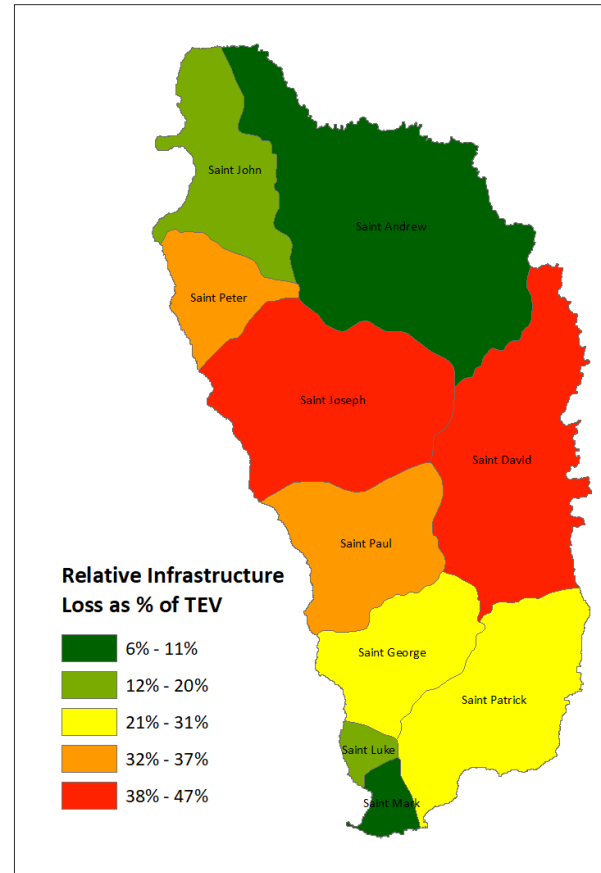 Saint John
Saint Andrew
Saint Peter
Saint Joseph
Saint David
Saint Paul
Saint George
Saint Patrick
Saint Luke
Saint Mark
Relative Infrastructure
Loss as % of TEV
6% - 11%
12% - 20%
21% - 31%
32% - 37%
38% - 47%